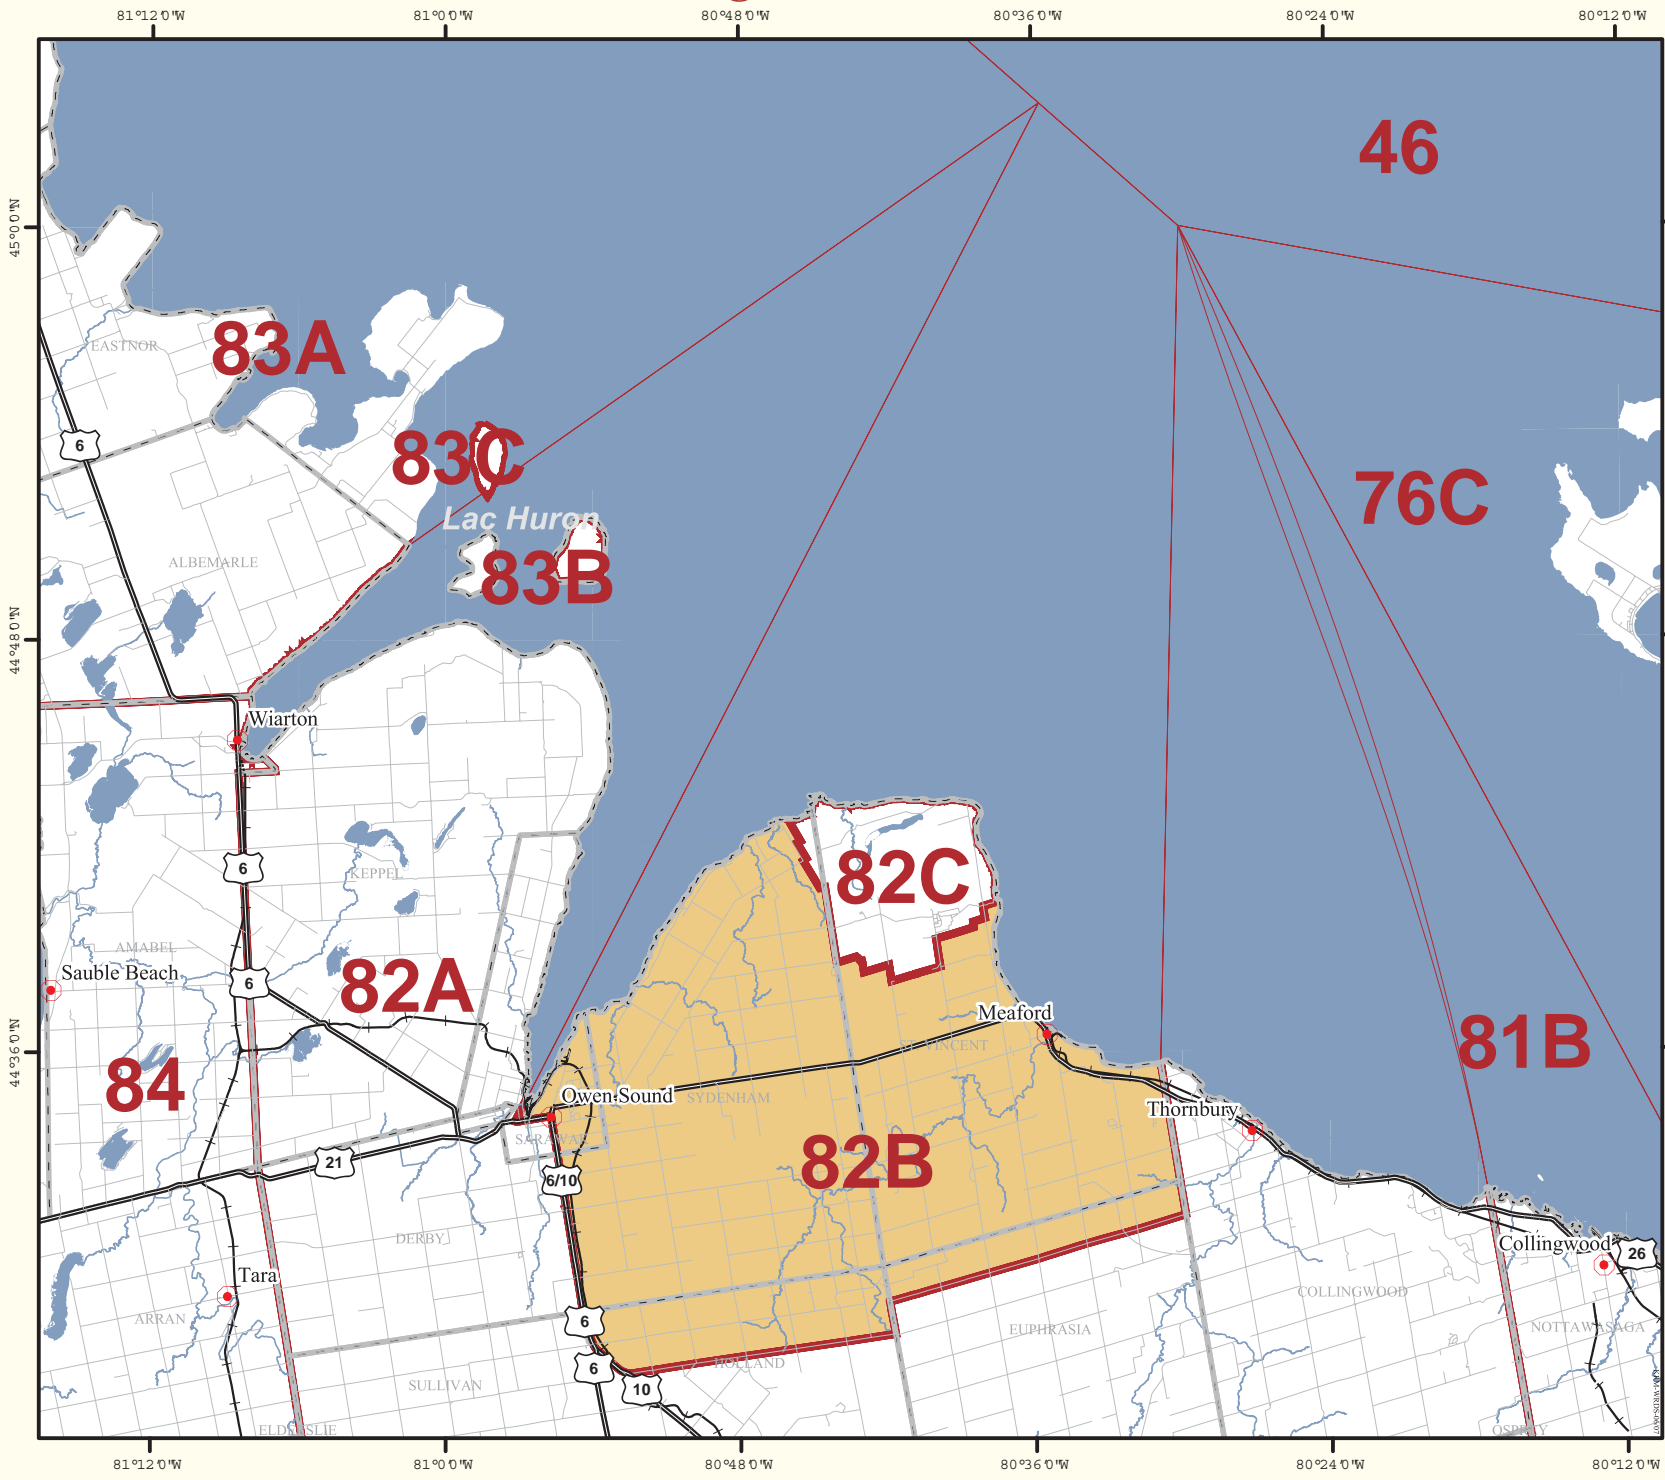 81°12'0"W 81°0'0"W 80°48'0"W 80°36'0"W 80°24'0"W 80°12'0"W
45°0'0"N
44°48'0"N
44°36'0"N
46
83A
EASTNOR
6
83C
76C
Lac Huron
83B
ALBEMARLE
Wiarton
6
82C
KEPPEL
AMABEL
Sauble Beach
6
82A
Meaford
ST. VINCENT
81B
84
Owen Sound
SYDENHAM
Thornbury
SARAWAK
82B
21
6/10
DERBY
Collingwood
26
Tara
COLLINGWOOD
ARRAN
6
EUPHRASIA
NOTTAWASAGA
HOLLAND
6
SULLIVAN
10
ELDERSLIE
OSPREY
81°12'0"W 81°0'0"W 80°48'0"W 80°36'0"W 80°24'0"W 80°12'0"W